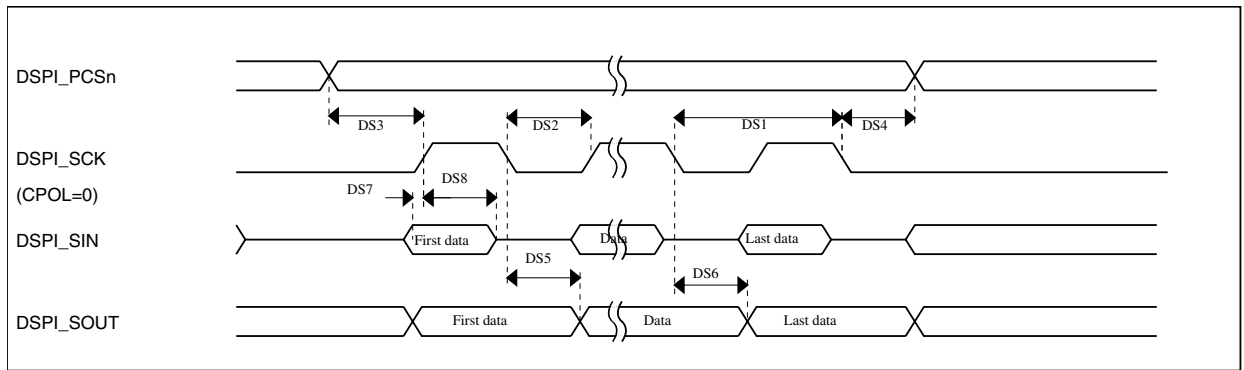 DSPI_PCSn
DS3
DS2
DS1
DS4
DSPI_SCK
(CPOL=0)
DS7
DS8
DSPI_SIN
First data
Data
Last data
DS5
DS6
DSPI_SOUT
First data
Data
Last data